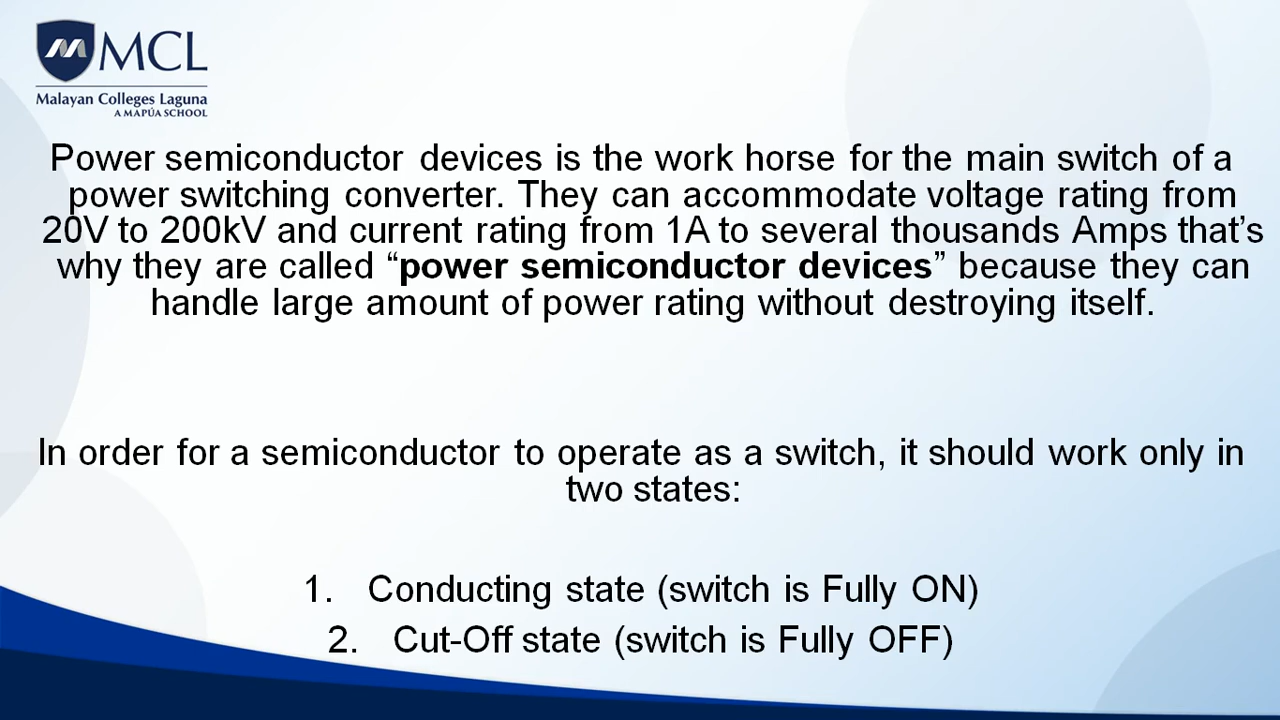 MCL
Malayan Colleges Laguna
A MAPÚA SCHOOL
Power semiconductor devices is the work horse for the main switch of a
power switching converter. They can accommodate voltage rating from
20V to 200kV and current rating from 1A to several thousands Amps that’s
why they are called “power semiconductor devices” because they can
handle large amount of power rating without destroying itself.
In order for a semiconductor to operate as a switch, it should work only in
two states:
1. Conducting state (switch is Fully ON)
2. Cut-Off state (switch is Fully OFF)